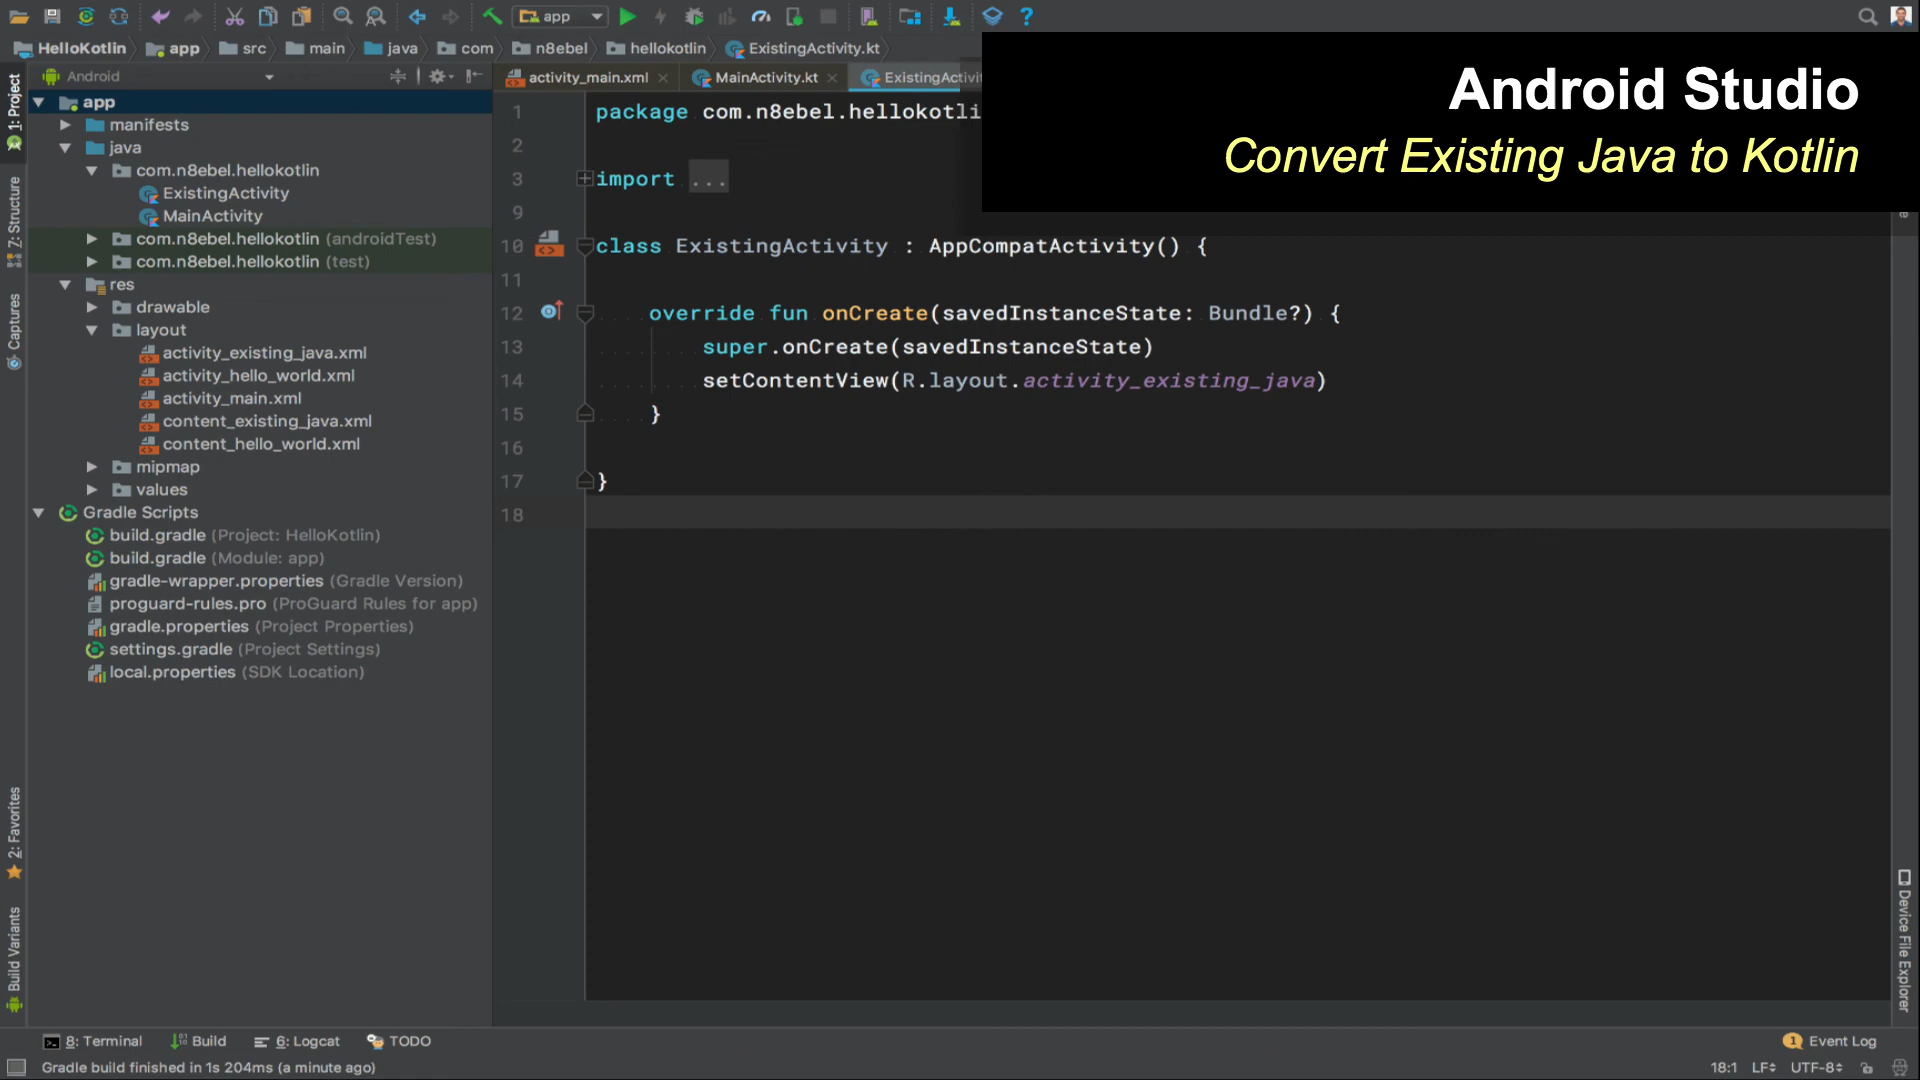 app
HelloKotlin
app
src
main
java
com
n8ebel
hellokotlin
ExistingActivity.kt
Android Studio
Convert Existing Java to Kotlin
Android
activity_main.xml
MainActivity.kt
ExistingActivi
1: Project
7: Structure
Captures
2: Favorites
Build Variants
app
manifests
java
com.n8ebel.hellokotlin
ExistingActivity
MainActivity
com.n8ebel.hellokotlin (androidTest)
com.n8ebel.hellokotlin (test)
res
drawable
layout
activity_existing_java.xml
activity_hello_world.xml
activity_main.xml
content_existing_java.xml
content_hello_world.xml
mipmap
values
Gradle Scripts
build.gradle (Project: HelloKotlin)
build.gradle (Module: app)
gradle-wrapper.properties (Gradle Version)
proguard-rules.pro (ProGuard Rules for app)
gradle.properties (Project Properties)
settings.gradle (Project Settings)
local.properties (SDK Location)
1 package com.n8ebel.hellokotli
2
3 import ...
9
10 class ExistingActivity : AppCompatActivity() {
11
12 override fun onCreate(savedInstanceState: Bundle?) {
13 super.onCreate(savedInstanceState)
14 setContentView(R.layout.activity_existing_java)
15 }
16
17 }
18
Device File Explorer
8: Terminal
Build
6: Logcat
TODO
1 Event Log
Gradle build finished in 1s 204ms (a minute ago)
18:1
LF
UTF-8